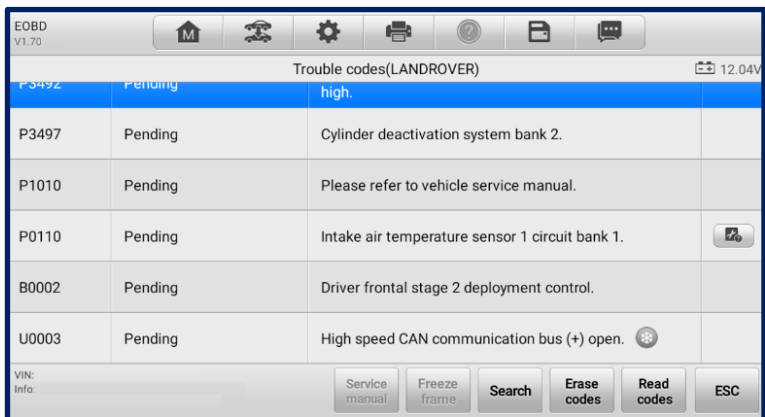 EOBD
V1.70
M
Trouble codes(LANDROVER)
12.04V
P3492 Pending high.
P3497 Pending Cylinder deactivation system bank 2.
P1010 Pending Please refer to vehicle service manual.
P0110 Pending Intake air temperature sensor 1 circuit bank 1.
B0002 Pending Driver frontal stage 2 deployment control.
U0003 Pending High speed CAN communication bus (+) open.
VIN:
Info:
Service manual
Freeze frame
Search
Erase codes
Read codes
ESC